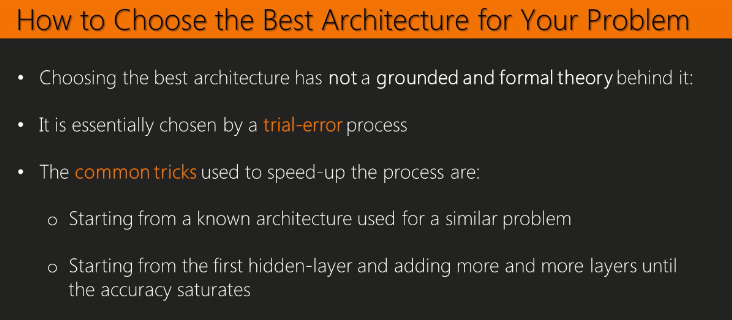 How to Choose the Best Architecture for Your Problem
• Choosing the best architecture has not a grounded and formal theory behind it:
• It is essentially chosen by a trial-error process
• The common tricks used to speed-up the process are:
o Starting from a known architecture used for a similar problem
o Starting from the first hidden-layer and adding more and more layers until
the accuracy saturates